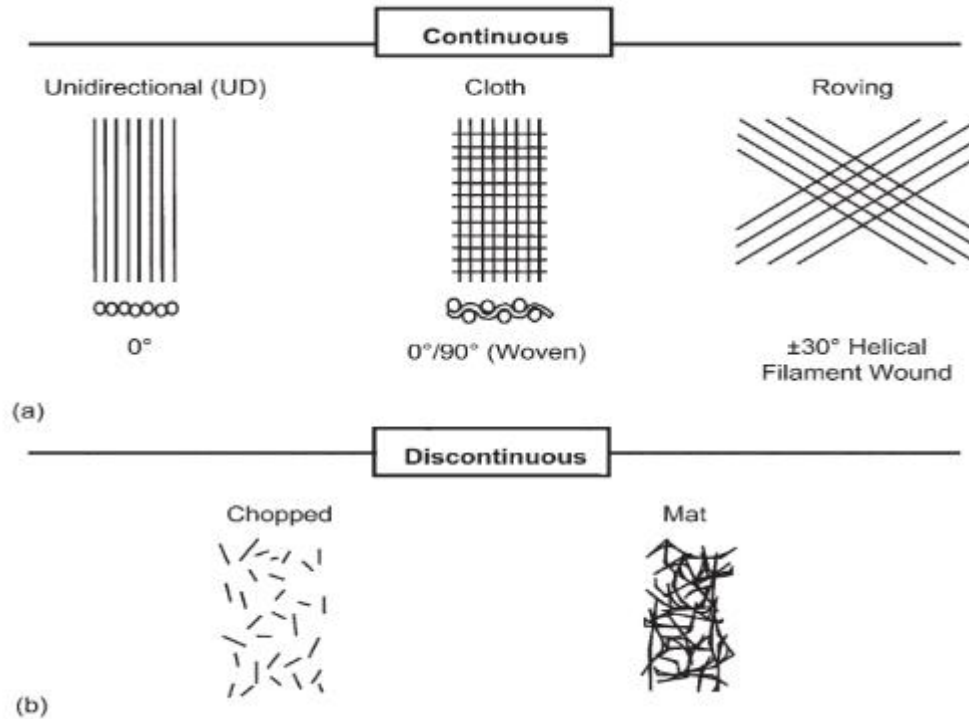 Continuous
Unidirectional (UD)
Cloth
Roving
0°
0°/90° (Woven)
±30° Helical
Filament Wound
(a)
Discontinuous
Chopped
Mat
(b)